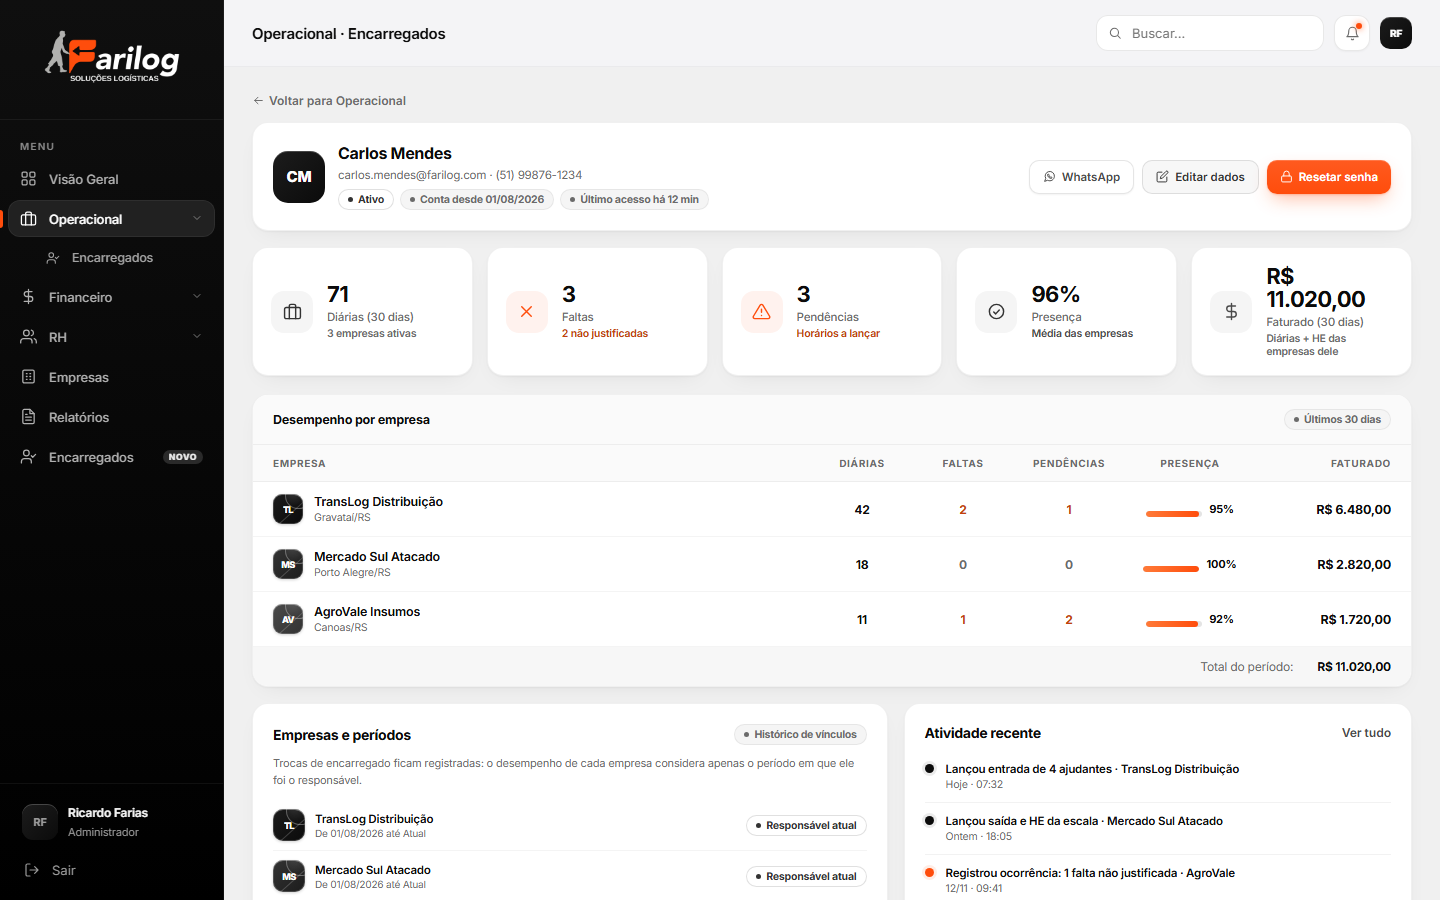 Farilog
SOLUÇÕES LOGÍSTICAS
MENU
Visão Geral
Operacional
Encarregados
Financeiro
RH
Empresas
Relatórios
Encarregados NOVO
RF Ricardo Farias
Administrador
Sair
Operacional · Encarregados
Buscar...
RF
← Voltar para Operacional
CM
Carlos Mendes
carlos.mendes@farilog.com · (51) 99876-1234
Ativo
Conta desde 01/08/2026
Último acesso há 12 min
WhatsApp
Editar dados
Resetar senha
71
Diárias (30 dias)
3 empresas ativas
3
Faltas
2 não justificadas
3
Pendências
Horários a lançar
96%
Presença
Média das empresas
R$
11.020,00
Faturado (30 dias)
Diárias + HE das
empresas dele
Desempenho por empresa
Últimos 30 dias
EMPRESA DIÁRIAS FALTAS PENDÊNCIAS PRESENÇA FATURADO
TL TransLog Distribuição 42 2 1 95% R$ 6.480,00
Gravataí/RS
MS Mercado Sul Atacado 18 0 0 100% R$ 2.820,00
Porto Alegre/RS
AV AgroVale Insumos 11 1 2 92% R$ 1.720,00
Canoas/RS
Total do período: R$ 11.020,00
Empresas e períodos
Histórico de vínculos
Trocas de encarregado ficam registradas: o desempenho de cada empresa considera apenas o período em que ele
foi o responsável.
TL TransLog Distribuição
De 01/08/2026 até Atual
Responsável atual
MS Mercado Sul Atacado
De 01/08/2026 até Atual
Responsável atual
Atividade recente
Ver tudo
Lançou entrada de 4 ajudantes · TransLog Distribuição
Hoje · 07:32
Lançou saída e HE da escala · Mercado Sul Atacado
Ontem · 18:05
Registrou ocorrência: 1 falta não justificada · AgroVale
12/11 · 09:41